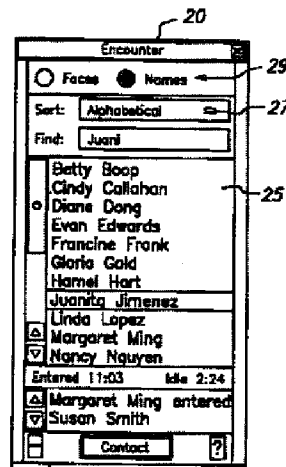 20
Encounter
Faces Names 29
Sort: Alphabetical 27
Find: Juani
Betty Boop 25
Cindy Callahan
Diane Dong
Evan Edwards
Francine Frank
Gloria Gold
Hamel Hart
Juanita Jimenez
Linda Lopez
Margaret Ming
Nancy Nguyen
Entered 11:03 Idle 2:24
Margaret Ming entered
Susan Smith
Contact ?